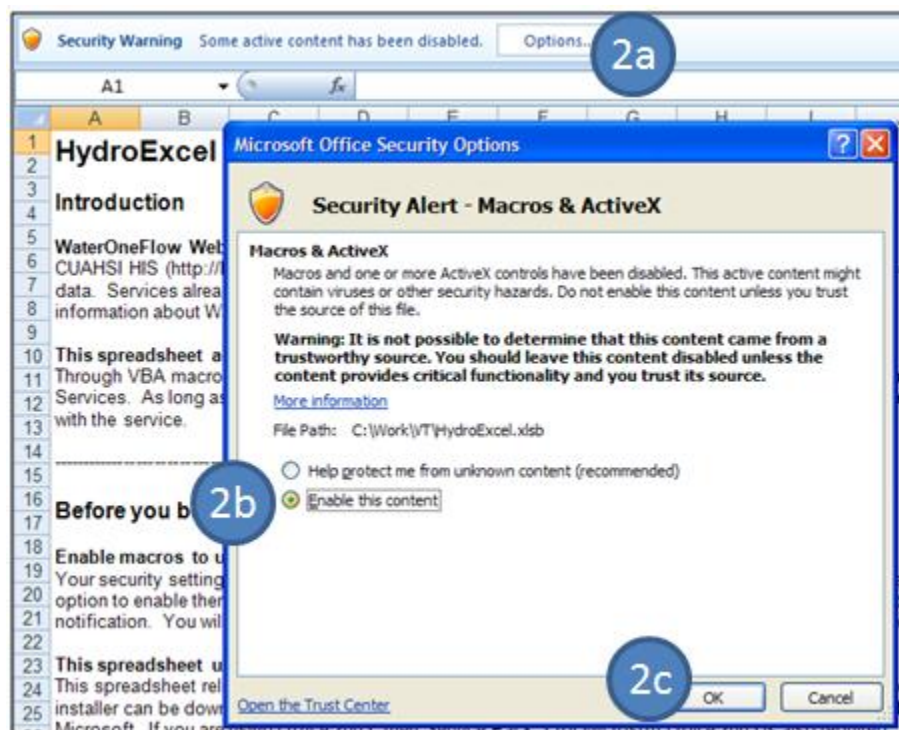 Security Warning Some active content has been disabled. Options...
2a
A1 fx
A B C D E F G H I
1 HydroExcel
2
3 Introduction
4
5 WaterOneFlow Web
6 CUAHSI HIS (http://
7 data. Services alrea
8 information about W
9
10 This spreadsheet a
11 Through VBA macro
12 Services. As long as
13 with the service.
14
15
16 Before you b
17
18 Enable macros to u
19 Your security setting
20 option to enable ther
21 notification. You wil
22
23 This spreadsheet u
24 This spreadsheet rel
25 installer can be down
Microsoft. If you are
Microsoft Office Security Options
Security Alert - Macros & ActiveX
Macros & ActiveX
Macros and one or more ActiveX controls have been disabled. This active content might
contain viruses or other security hazards. Do not enable this content unless you trust
the source of this file.
Warning: It is not possible to determine that this content came from a
trustworthy source. You should leave this content disabled unless the
content provides critical functionality and you trust its source.
More information
File Path: C:\Work\VT\HydroExcel.xlsb
Help protect me from unknown content (recommended)
2b
Enable this content
2c
Open the Trust Center
OK Cancel